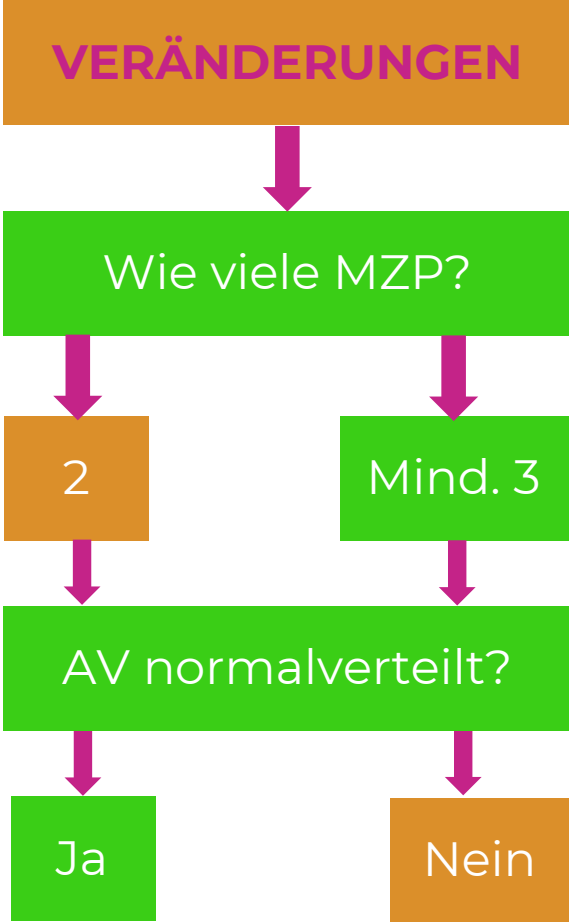 VERÄNDERUNGEN
Wie viele MZP?
2
Mind. 3
AV normalverteilt?
Ja
Nein